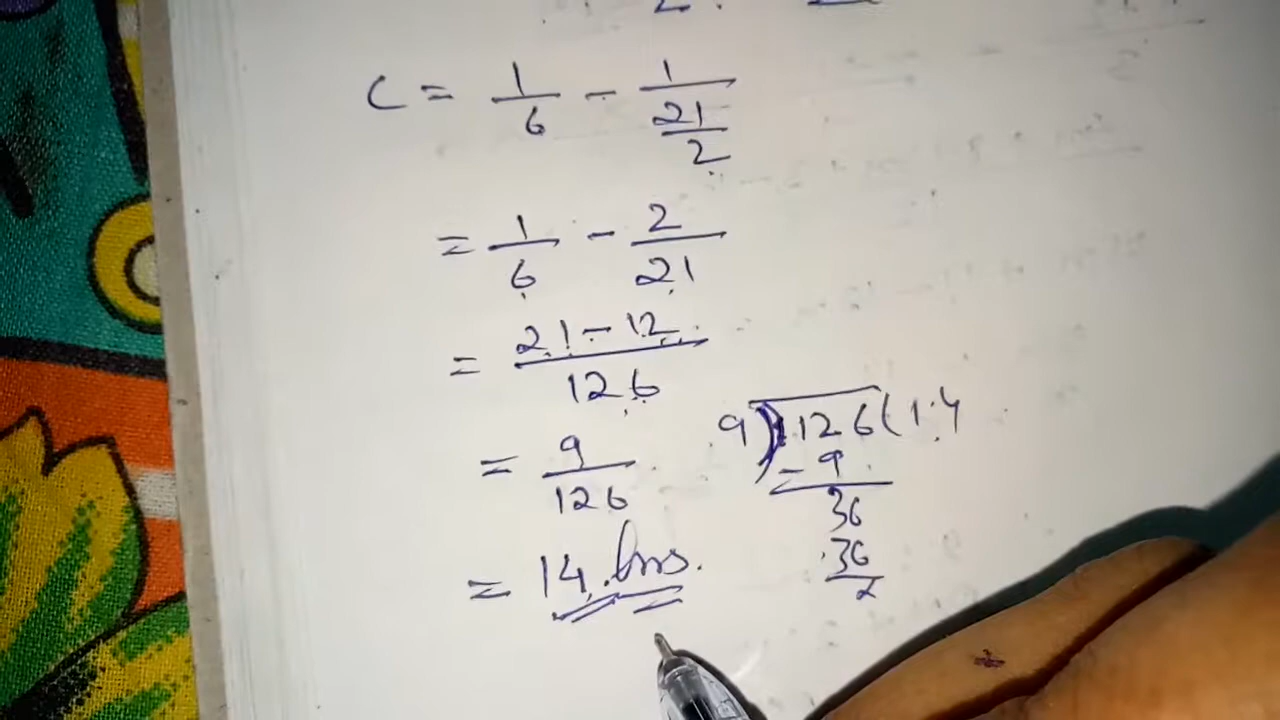 C = 1/6 - 1/(21/2)
= 1/6 - 2/21
= 21 - 12 / 126
= 9/126
= 14 hrs.
9)126(14
- 9
36
36